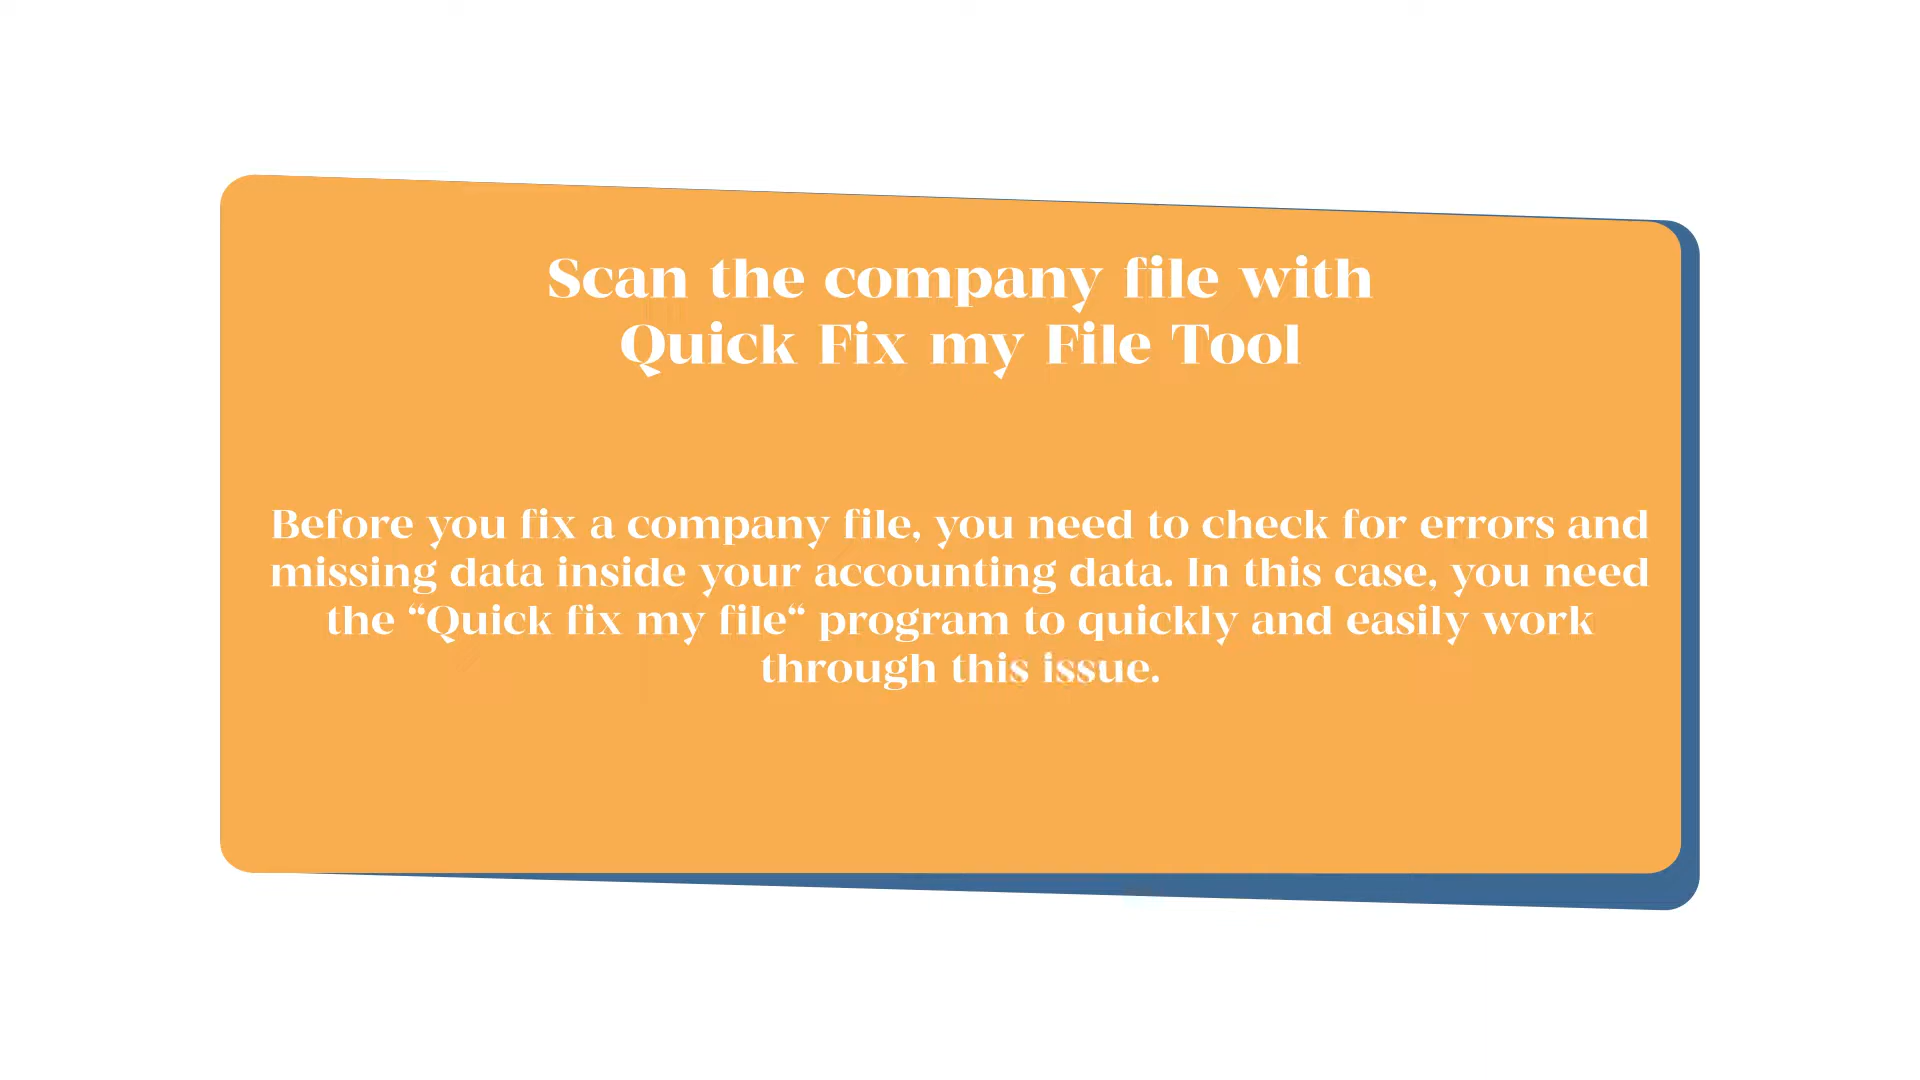 Scan the company file with
Quick Fix my File Tool
Before you fix a company file, you need to check for errors and
missing data inside your accounting data. In this case, you need
the “Quick fix my file“ program to quickly and easily work
through this issue.